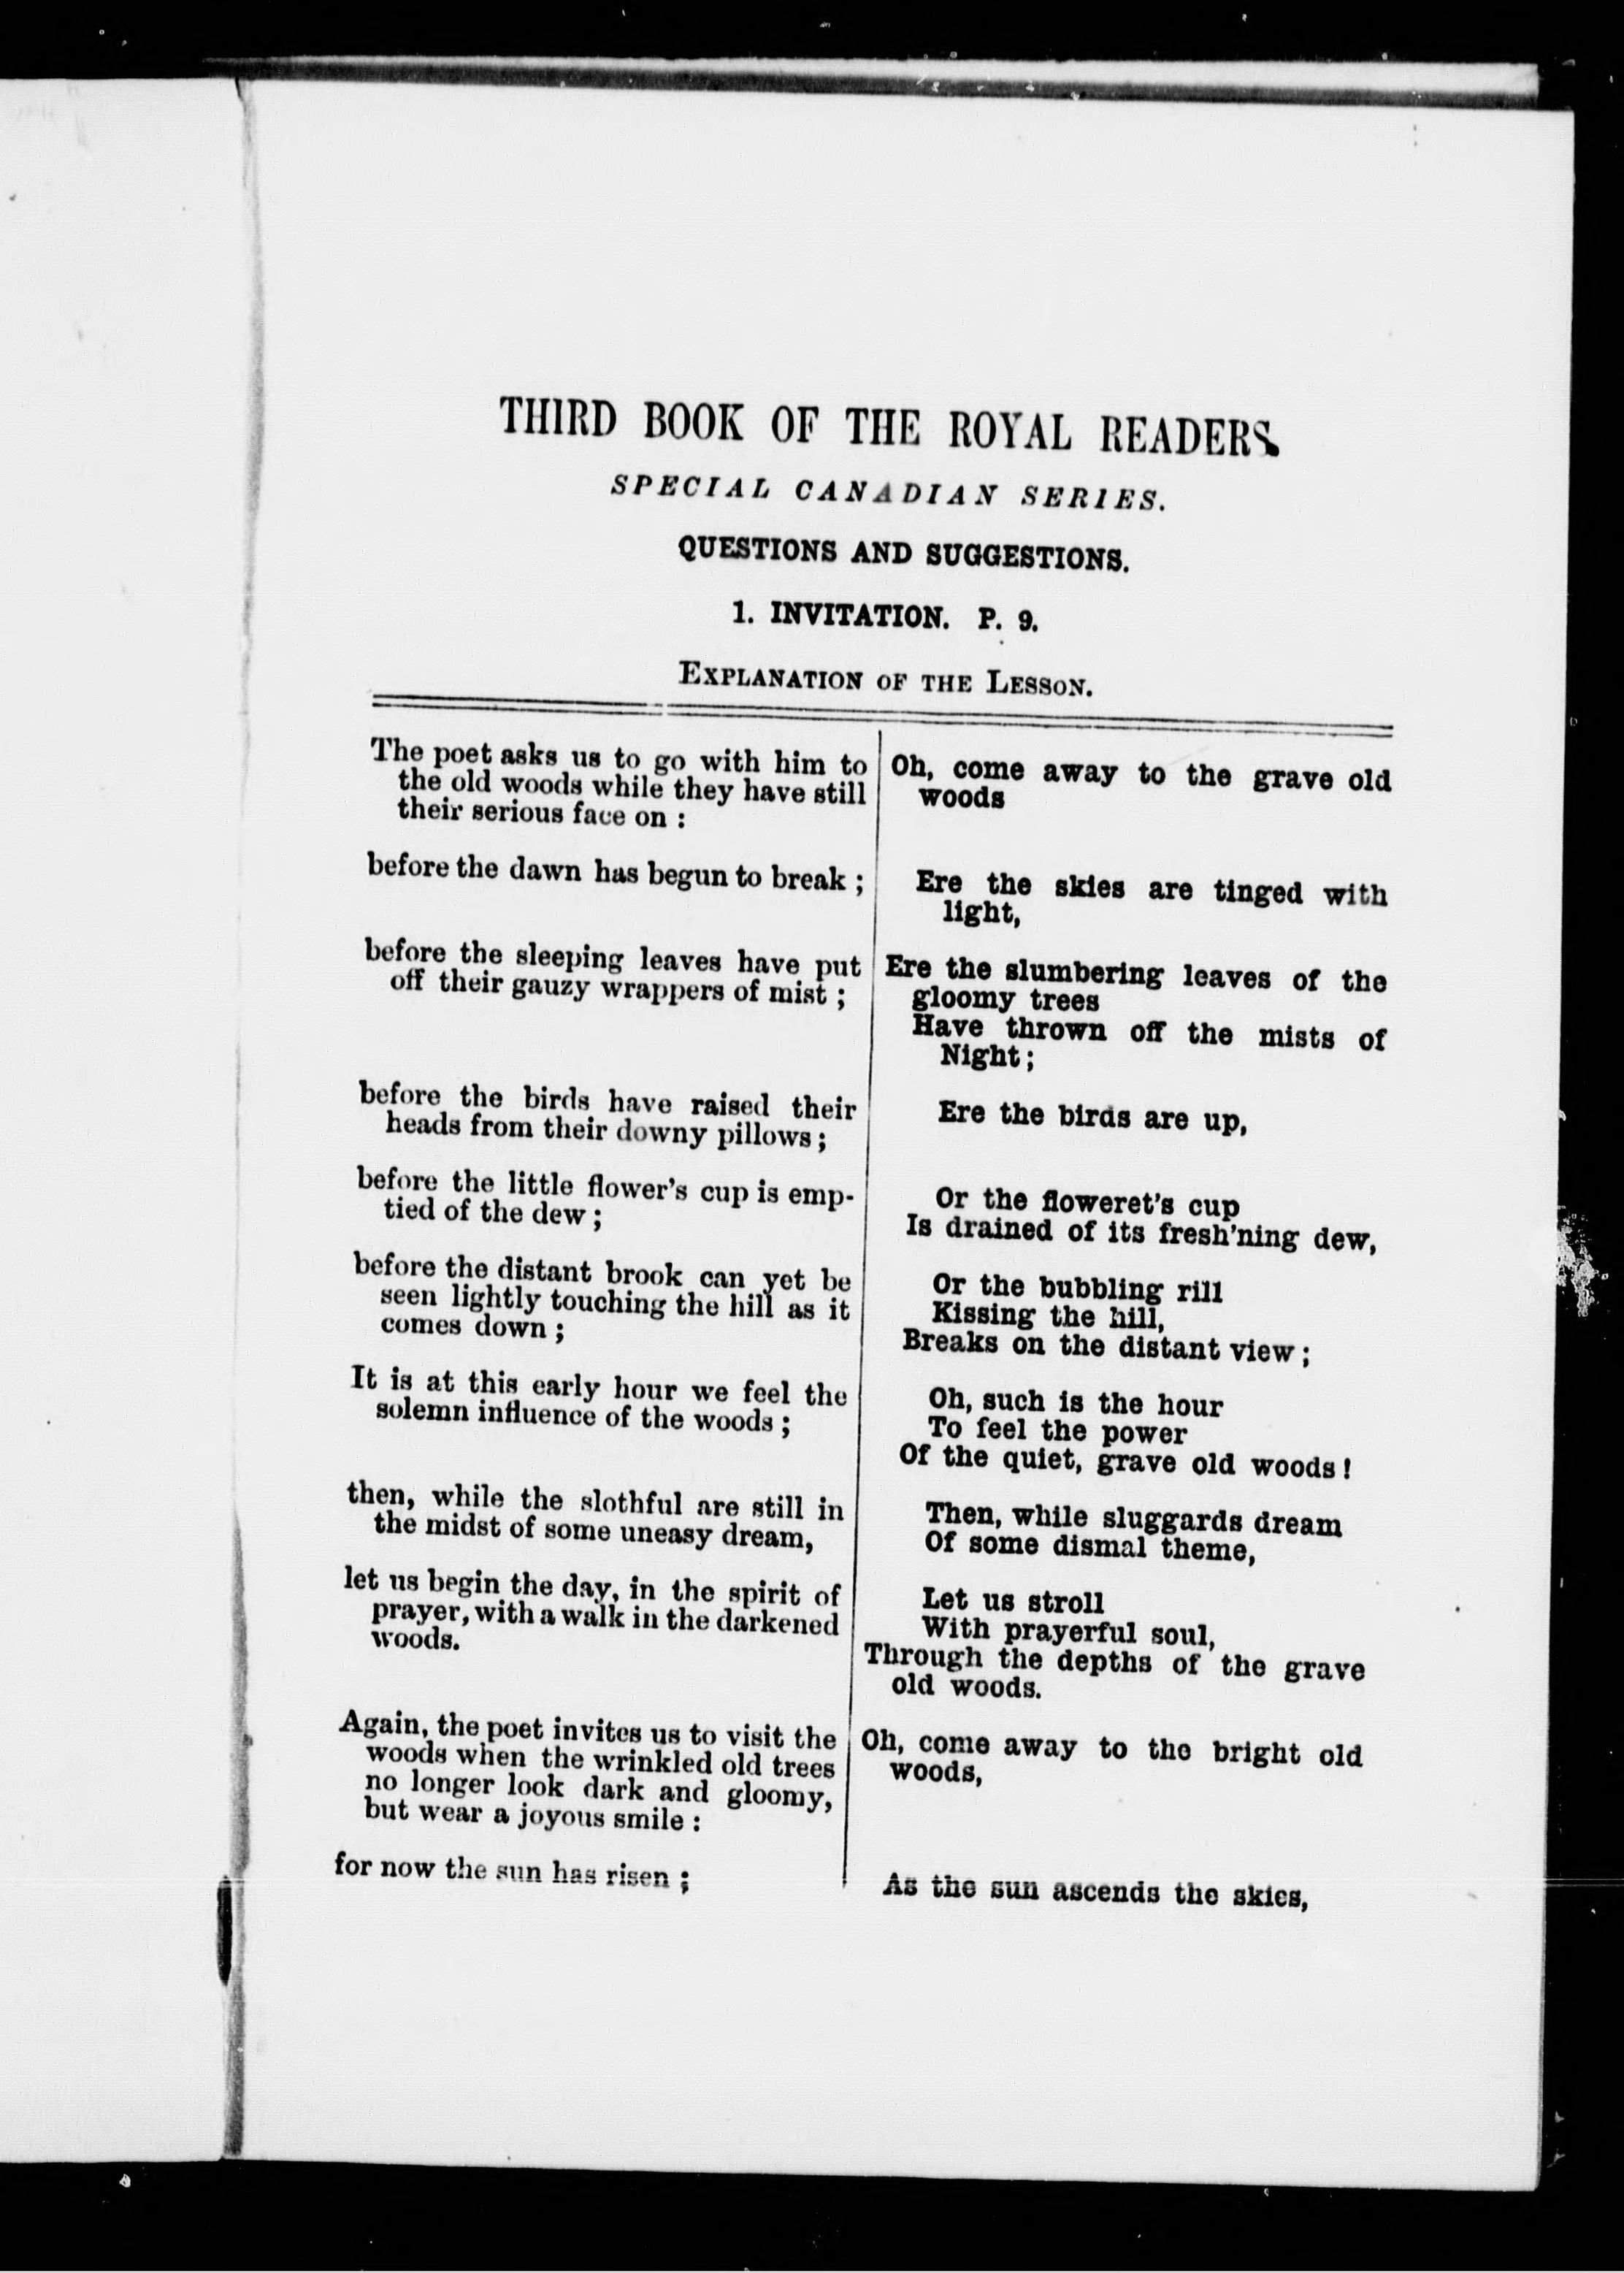 THIRD BOOK OF THE ROYAL READERS.
SPECIAL CANADIAN SERIES.
QUESTIONS AND SUGGESTIONS.
1. INVITATION. P. 9.
EXPLANATION OF THE LESSON.
The poet asks us to go with him to
the old woods while they have still
their serious face on :
before the dawn has begun to break ;
before the sleeping leaves have put
off their gauzy wrappers of mist ;
before the birds have raised their
heads from their downy pillows ;
before the little flower's cup is emp-
tied of the dew ;
before the distant brook can yet be
seen lightly touching the hill as it
comes down ;
It is at this early hour we feel the
solemn influence of the woods ;
then, while the slothful are still in
the midst of some uneasy dream,
let us begin the day, in the spirit of
prayer, with a walk in the darkened
woods.
Again, the poet invites us to visit the
woods when the wrinkled old trees
no longer look dark and gloomy,
but wear a joyous smile :
for now the sun has risen ;
Oh, come away to the grave old
woods
Ere the skies are tinged with
light,
Ere the slumbering leaves of the
gloomy trees
Have thrown off the mists of
Night ;
Ere the birds are up,
Or the floweret's cup
Is drained of its fresh'ning dew,
Or the bubbling rill
Kissing the hill,
Breaks on the distant view ;
Oh, such is the hour
To feel the power
Of the quiet, grave old woods !
Then, while sluggards dream
Of some dismal theme,
Let us stroll
With prayerful soul,
Through the depths of the grave
old woods.
Oh, come away to the bright old
woods,
As the sun ascends the skies,